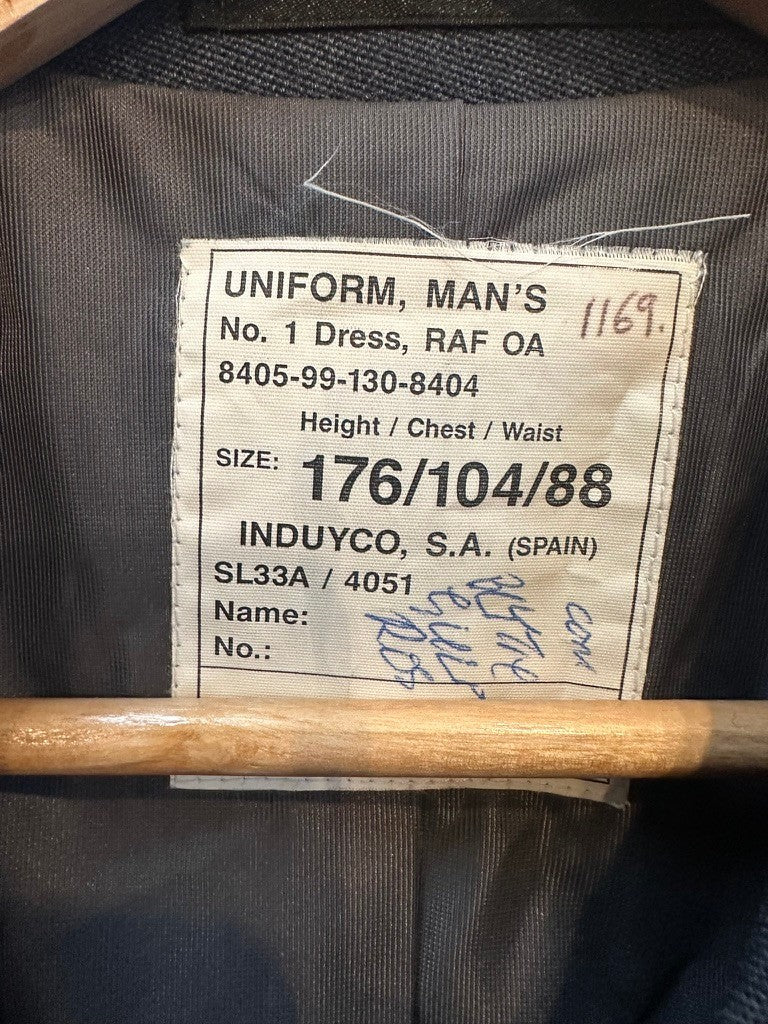 UNIFORM, MAN'S
1169.
No. 1 Dress, RAF OA
8405-99-130-8404
Height / Chest / Waist
SIZE: 176/104/88
INDUYCO, S.A. (SPAIN)
SL33A / 4051
Name:
No.: